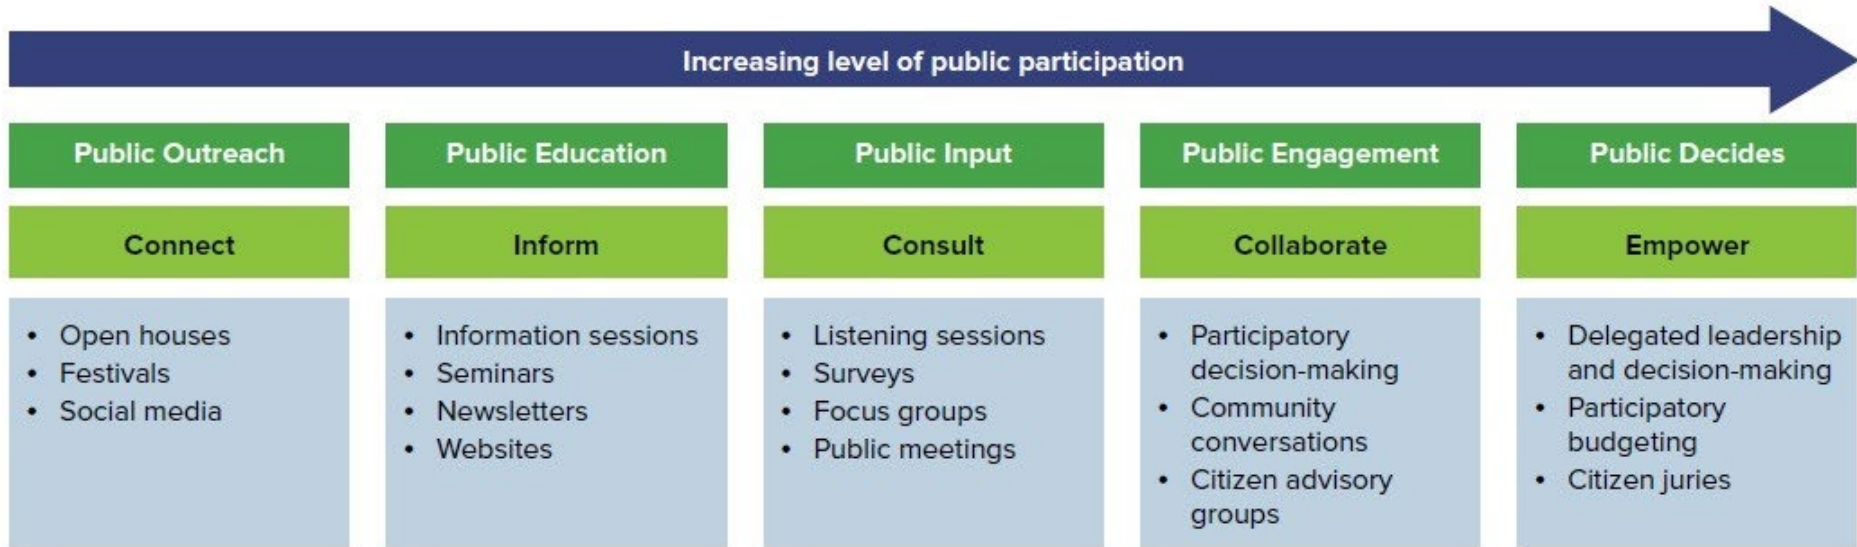 Increasing level of public participation
Public Outreach
Connect
• Open houses
• Festivals
• Social media
Public Education
Inform
• Information sessions
• Seminars
• Newsletters
• Websites
Public Input
Consult
• Listening sessions
• Surveys
• Focus groups
• Public meetings
Public Engagement
Collaborate
• Participatory
decision-making
• Community
conversations
• Citizen advisory
groups
Public Decides
Empower
• Delegated leadership
and decision-making
• Participatory
budgeting
• Citizen juries